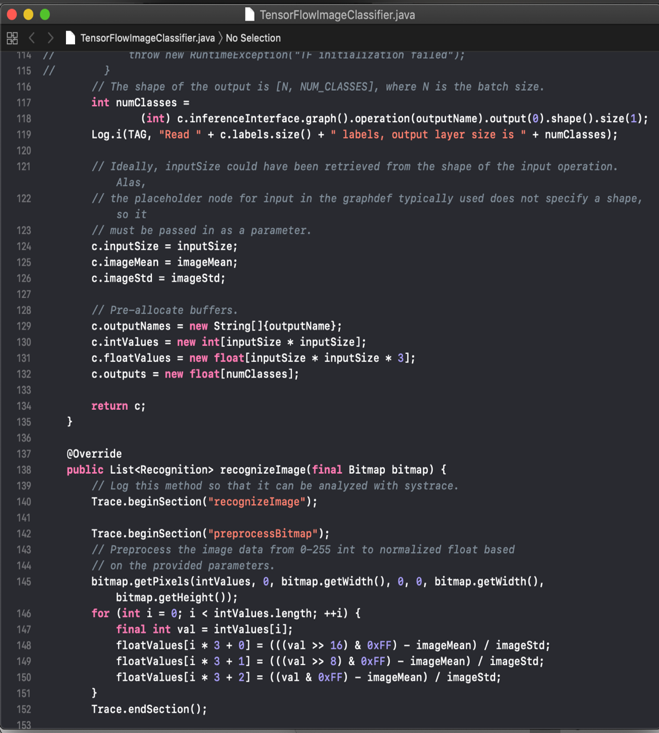 TensorFlowImageClassifier.java
TensorFlowImageClassifier.java ⟩ No Selection
114 // throw new RuntimeException("TF initialization failed");
115 // }
116 // The shape of the output is [N, NUM_CLASSES], where N is the batch size.
117 int numClasses =
118 (int) c.inferenceInterface.graph().operation(outputName).output(0).shape().size(1);
119 Log.i(TAG, "Read " + c.labels.size() + " labels, output layer size is " + numClasses);
120
121 // Ideally, inputSize could have been retrieved from the shape of the input operation.
Alas,
122 // the placeholder node for input in the graphdef typically used does not specify a shape,
so it
123 // must be passed in as a parameter.
124 c.inputSize = inputSize;
125 c.imageMean = imageMean;
126 c.imageStd = imageStd;
127
128 // Pre-allocate buffers.
129 c.outputNames = new String[]{outputName};
130 c.intValues = new int[inputSize * inputSize];
131 c.floatValues = new float[inputSize * inputSize * 3];
132 c.outputs = new float[numClasses];
133
134 return c;
135 }
136
137 @Override
138 public List<Recognition> recognizeImage(final Bitmap bitmap) {
139 // Log this method so that it can be analyzed with systrace.
140 Trace.beginSection("recognizeImage");
141
142 Trace.beginSection("preprocessBitmap");
143 // Preprocess the image data from 0-255 int to normalized float based
144 // on the provided parameters.
145 bitmap.getPixels(intValues, 0, bitmap.getWidth(), 0, 0, bitmap.getWidth(),
bitmap.getHeight());
146 for (int i = 0; i < intValues.length; ++i) {
147 final int val = intValues[i];
148 floatValues[i * 3 + 0] = (((val >> 16) & 0xFF) - imageMean) / imageStd;
149 floatValues[i * 3 + 1] = (((val >> 8) & 0xFF) - imageMean) / imageStd;
150 floatValues[i * 3 + 2] = ((val & 0xFF) - imageMean) / imageStd;
151 }
152 Trace.endSection();
153